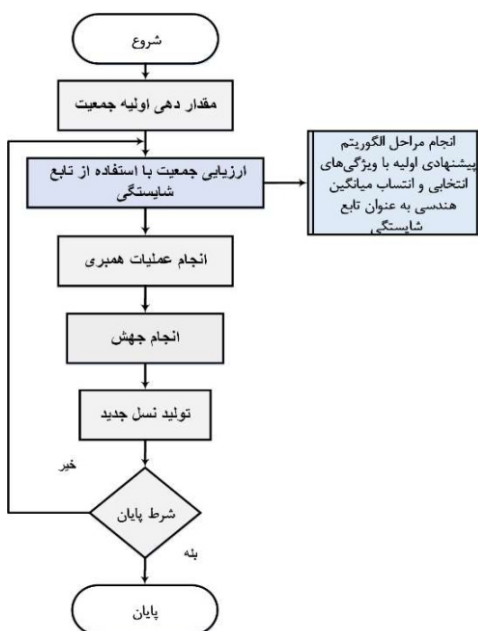 شروع
مقدار دهی اولیه جمعیت
ارزیابی جمعیت با استفاده از تابع
شایستگی
انجام مراحل الگوریتم
پیشنهادی اولیه با ویژگی‌های
انتخابی و انتساب میانگین
هندسی به عنوان تابع
شایستگی
انجام عملیات همبری
انجام جهش
تولید نسل جدید
خیر
شرط پایان
بله
پایان